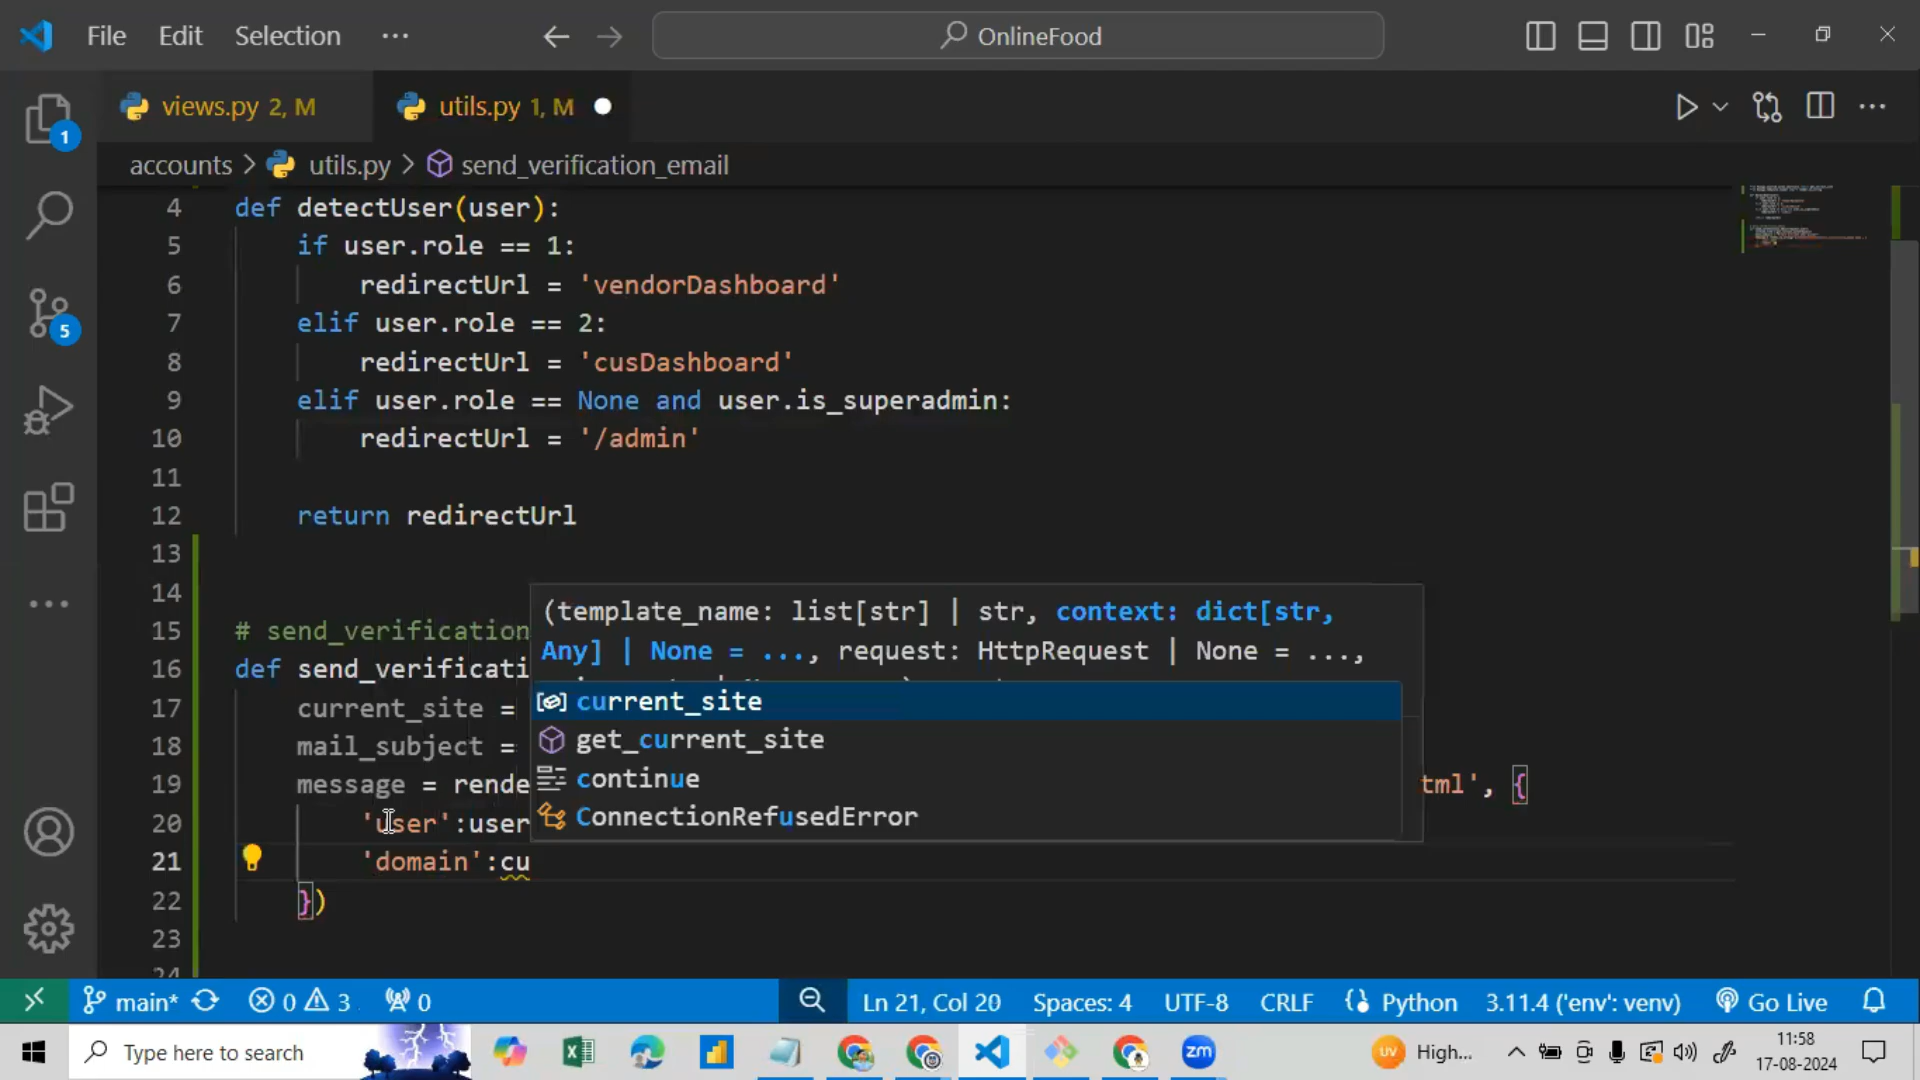 File Edit Selection ··· OnlineFood
views.py 2, M utils.py 1, M
accounts > utils.py > send_verification_email
4 def detectUser(user):
5 if user.role == 1:
6 redirectUrl = 'vendorDashboard'
7 elif user.role == 2:
8 redirectUrl = 'cusDashboard'
9 elif user.role == None and user.is_superadmin:
10 redirectUrl = '/admin'
11
12 return redirectUrl
13
14
(template_name: list[str] | str, context: dict[str,
15 # send_verification
Any] | None = ..., request: HttpRequest | None = ...,
16 def send_verificati
17 current_site =
current_site
18 mail_subject =
get_current_site
19 message = rende
continue
tml', {
20 'user':user
ConnectionRefusedError
21 'domain':cu
22 })
23
24
1
5
main* 0 3 0 Ln 21, Col 20 Spaces: 4 UTF-8 CRLF Python 3.11.4 ('env': venv) Go Live
Type here to search UV High... 11:58
17-08-2024
zm